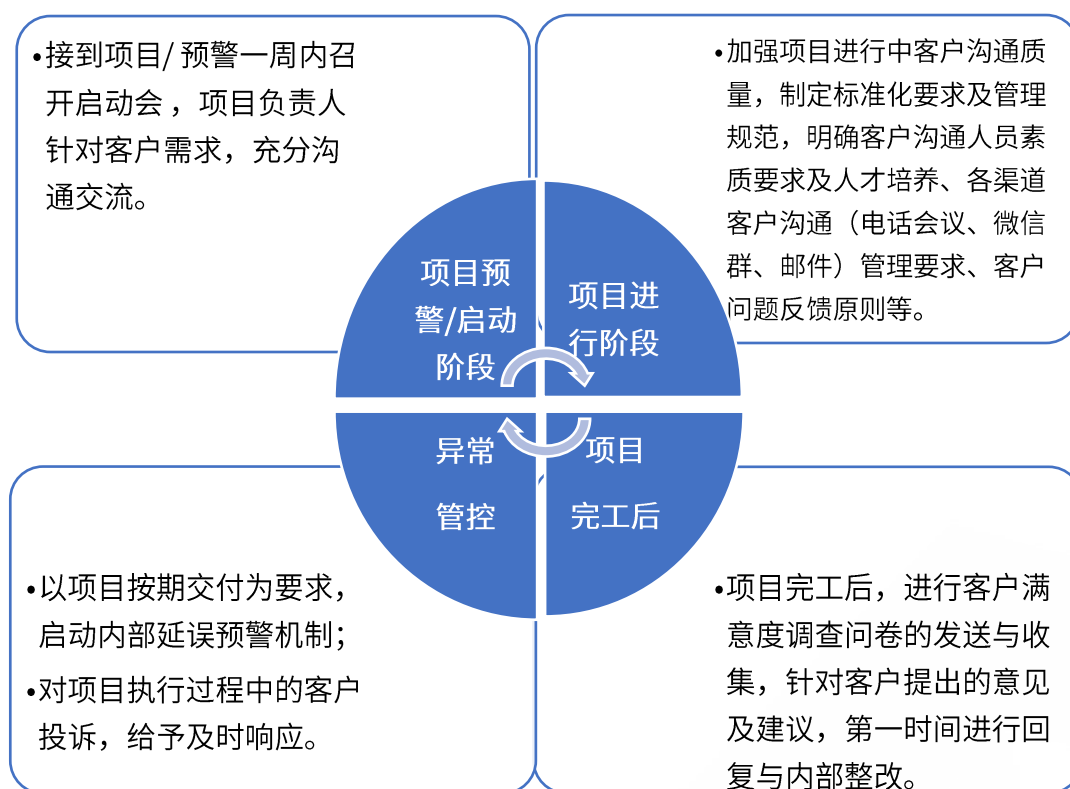 •接到项目/ 预警一周内召
开启动会 ，项目负责人
针对客户需求，充分沟
通交流。
•加强项目进行中客户沟通质
量，制定标准化要求及管理
规范，明确客户沟通人员素
质要求及人才培养、各渠道
客户沟通（电话会议、微信
群、邮件）管理要求、客户
问题反馈原则等。
项目预
警/启动
阶段
项目进
行阶段
异常
管控
项目
完工后
•以项目按期交付为要求，
启动内部延误预警机制；
•对项目执行过程中的客户
投诉，给予及时响应。
•项目完工后，进行客户满
意度调查问卷的发送与收
集，针对客户提出的意见
及建议，第一时间进行回
复与内部整改。